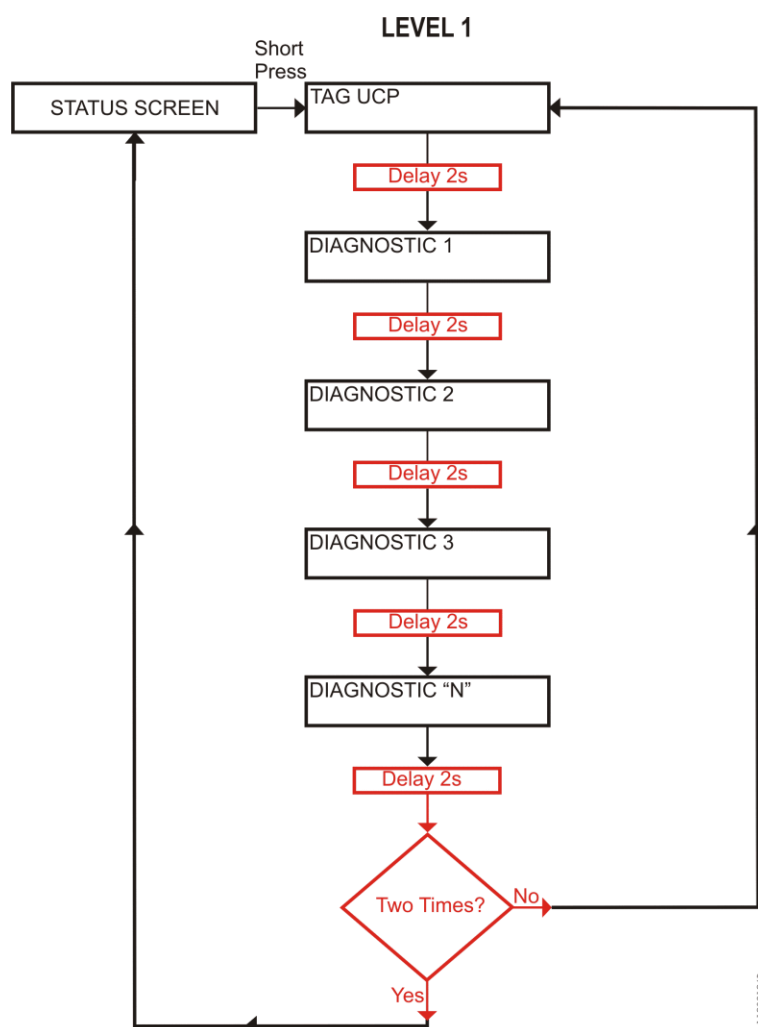 LEVEL 1
Short
Press
STATUS SCREEN
TAG UCP
Delay 2s
DIAGNOSTIC 1
Delay 2s
DIAGNOSTIC 2
Delay 2s
DIAGNOSTIC 3
Delay 2s
DIAGNOSTIC “N”
Delay 2s
Two Times?
No
Yes